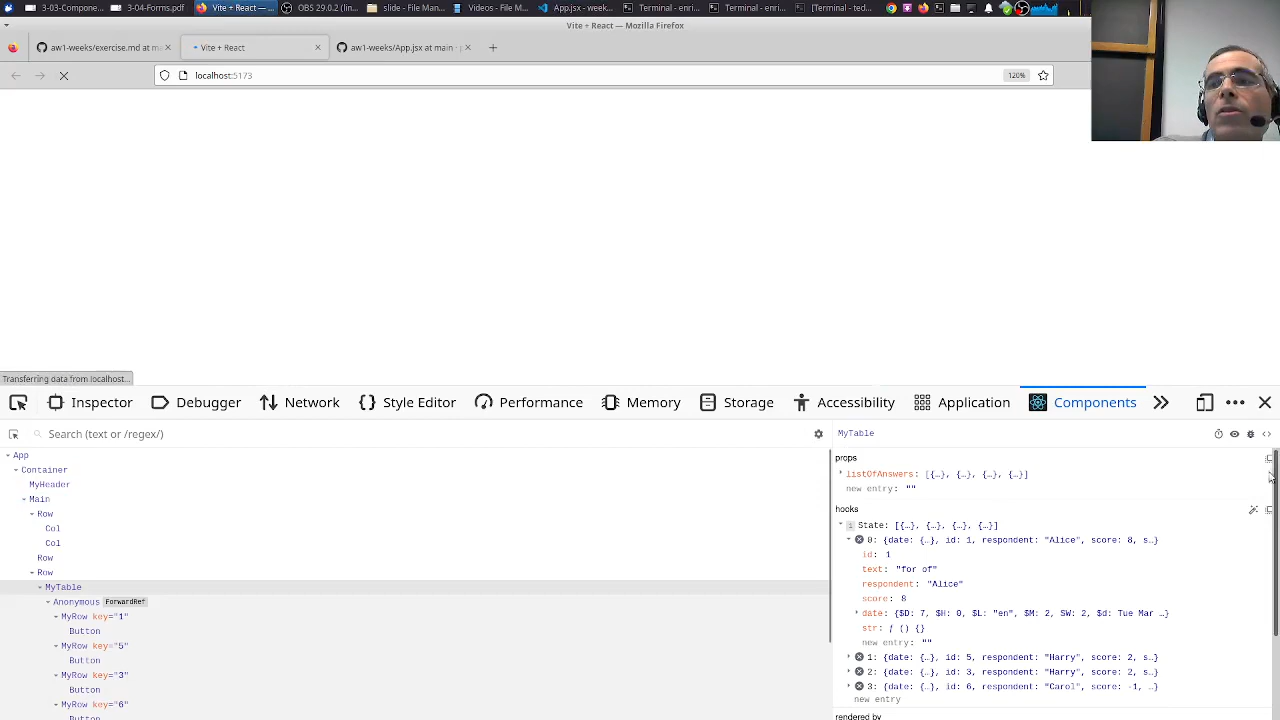 3-03-Compone... 3-04-Forms.pdf Vite + React — ... OBS 29.0.2 (linux... slide - File Man... Videos - File M... App.jsx - week... Terminal - enri... Terminal - enri... [Terminal - ted...
Vite + React — Mozilla Firefox
aw1-weeks/exercise.md at ma Vite + React aw1-weeks/App.jsx at main · p
localhost:5173 120%
Transferring data from localhost...
Inspector Debugger Network Style Editor Performance Memory Storage Accessibility Application Components
Search (text or /regex/)
App
Container
MyHeader
Main
Row
Col
Col
Row
Row
MyTable
Anonymous ForwardRef
MyRow key="1"
Button
MyRow key="5"
Button
MyRow key="3"
Button
MyRow key="6"
Button
MyTable
props
listOfAnswers: [{…}, {…}, {…}, {…}]
new entry: ""
hooks
1 State: [{…}, {…}, {…}, {…}]
0: {date: {…}, id: 1, respondent: "Alice", score: 8, s…}
id: 1
text: "for of"
respondent: "Alice"
score: 8
date: {$D: 7, $H: 0, $L: "en", $M: 2, $W: 2, $d: Tue Mar …}
str: ƒ () {}
new entry: ""
1: {date: {…}, id: 5, respondent: "Harry", score: 2, s…}
2: {date: {…}, id: 3, respondent: "Harry", score: 2, s…}
3: {date: {…}, id: 6, respondent: "Carol", score: -1, …}
new entry
rendered by